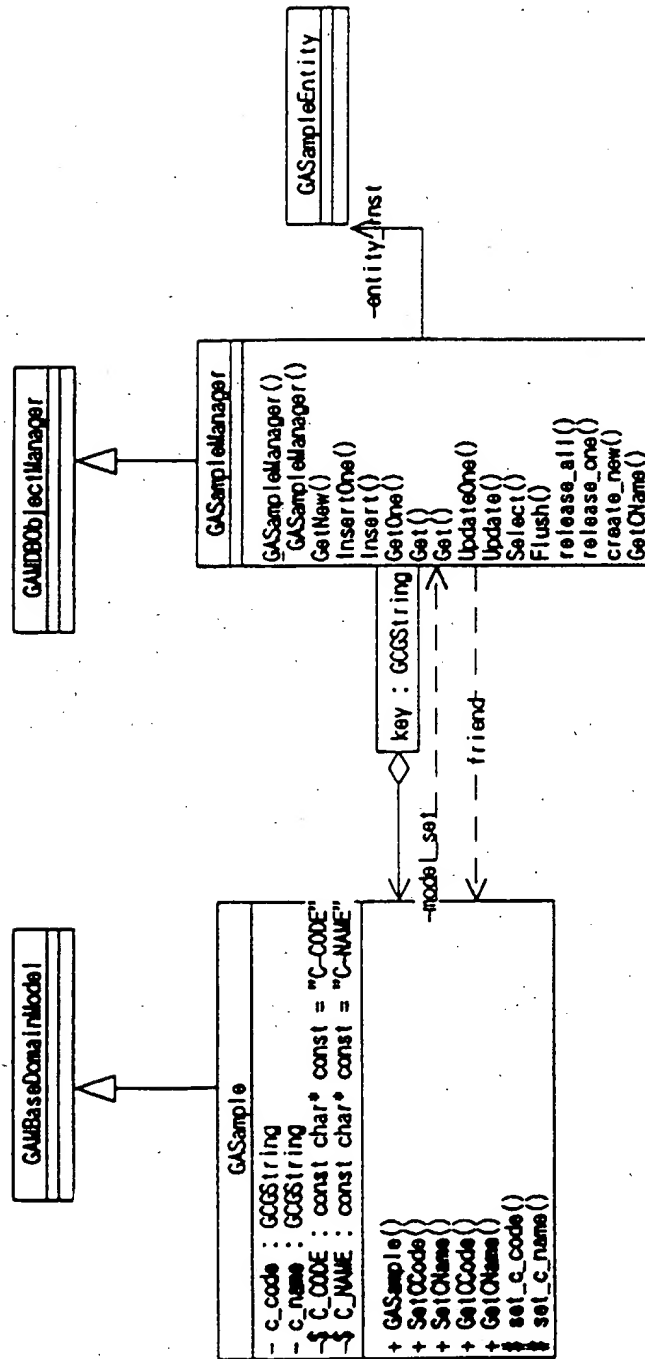 GAMBaseDomainModel
GASample
- c_code : GCGString
- c_name : GCGString
-$ C_CODE : const char* const = "C-CODE"
-$ C_NAME : const char* const = "C-NAME"
+ GASample()
+ SetCCode()
+ SetCName()
+ GetCCode()
+ GetCName()
# set_c_code()
# set_c_name()
-model_set
friend
key : GCGString
GAMDBObjectManager
GASampleManager
GASampleManager()
GASampleManager()
GetNew()
InsertOne()
Insert()
GetOne()
Get()
Get()
UpdateOne()
Update()
Select()
Flush()
release_all()
release_one()
create_new()
GetCName()
-entity_inst
GASampleEntity